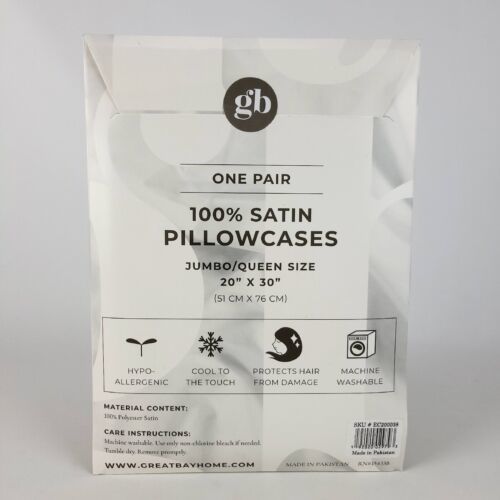 gb
ONE PAIR
100% SATIN
PILLOWCASES
JUMBO/QUEEN SIZE
20" X 30"
(51 CM X 76 CM)
HYPO-
ALLERGENIC
COOL TO
THE TOUCH
PROTECTS HAIR
FROM DAMAGE
MACHINE
WASHABLE
MATERIAL CONTENT:
100% Polyester Satin
CARE INSTRUCTIONS:
Machine washable. Use only non-chlorine bleach if needed.
Tumble dry. Remove promptly.
WWW.GREATBAYHOME.COM
MADE IN PAKISTAN
SKU # EC200038
Made in Pakistan